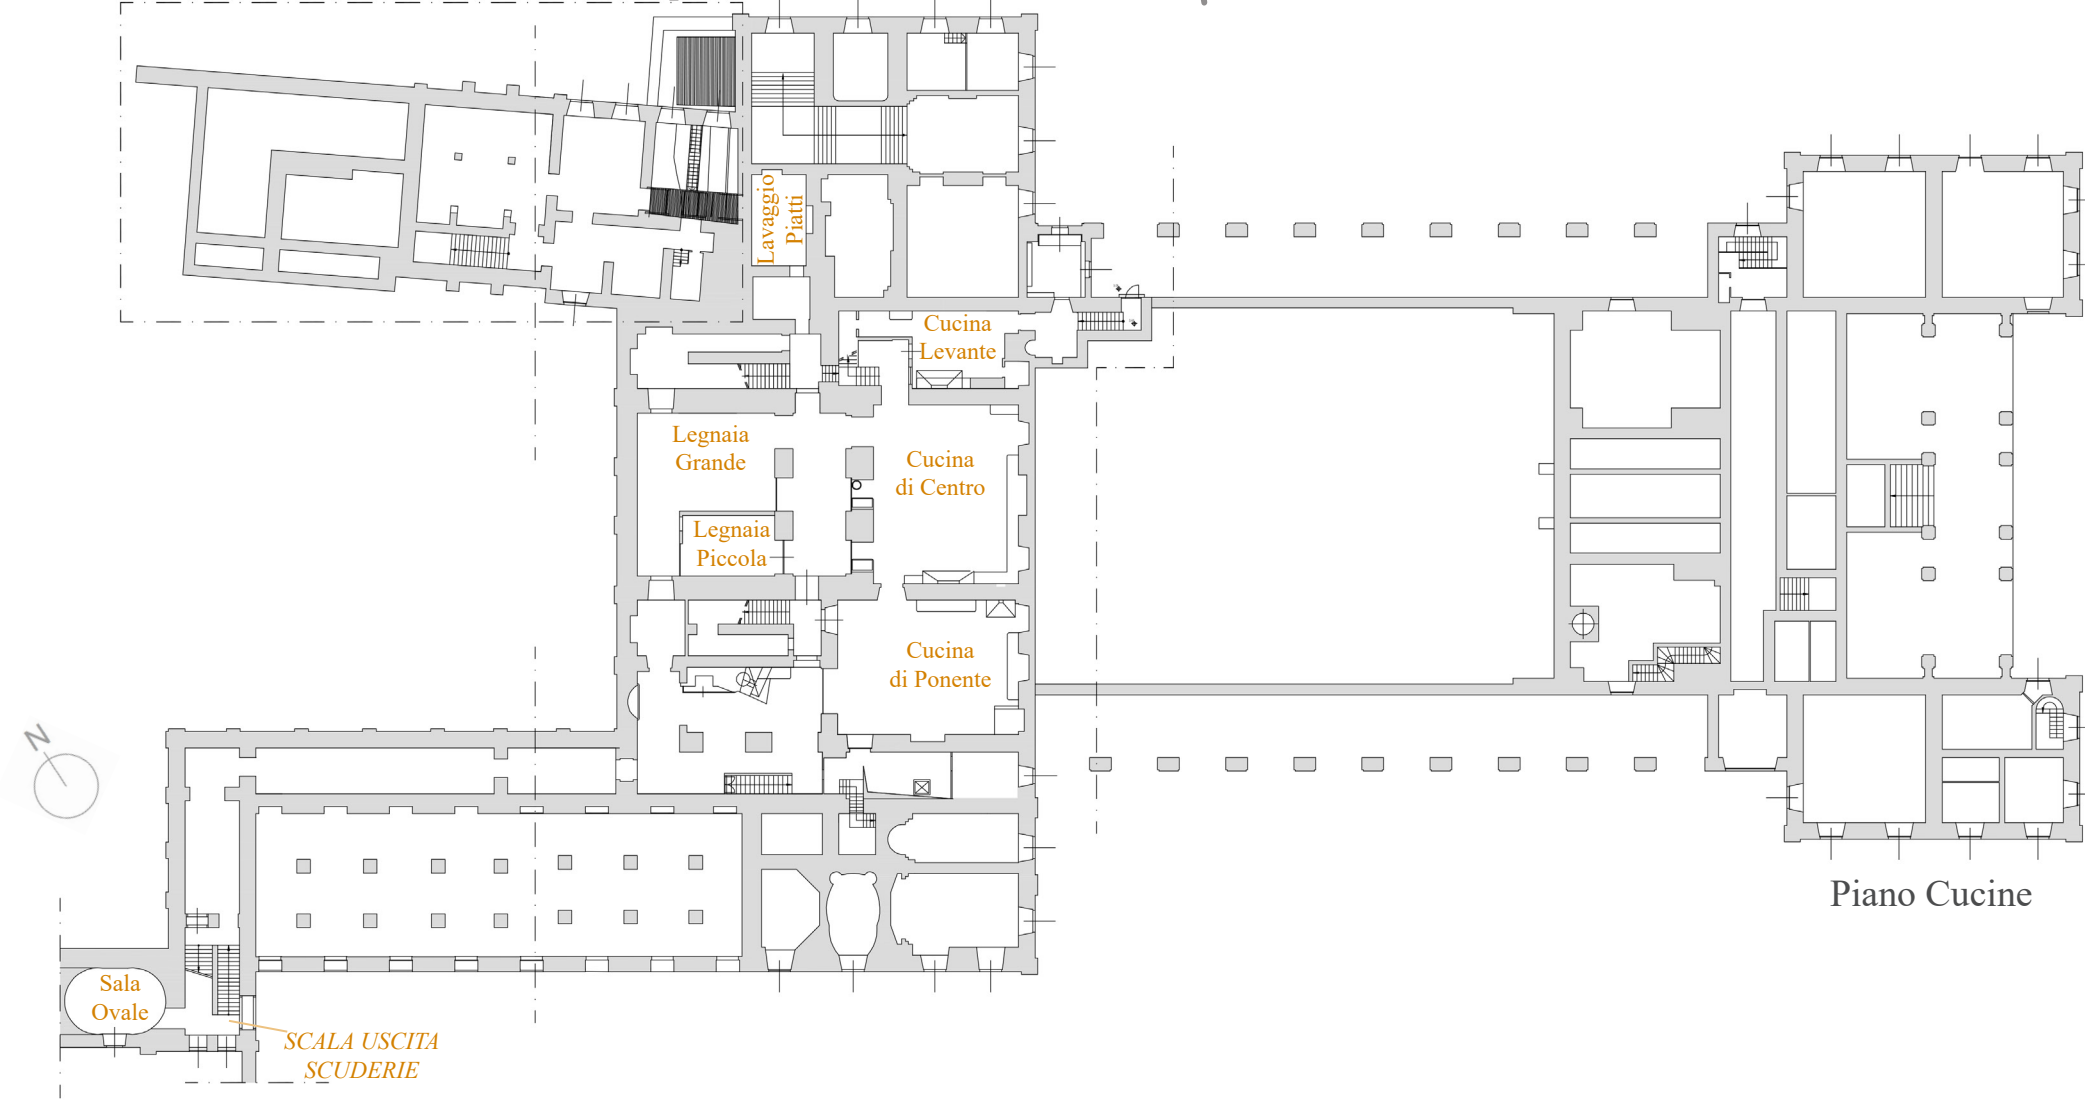 Lavaggio
Piatti
Cucina
Levante
Legnaia
Grande
Cucina
di Centro
Legnaia
Piccola
Cucina
di Ponente
N
Piano Cucine
Sala
Ovale
SCALA USCITA
SCUDERIE